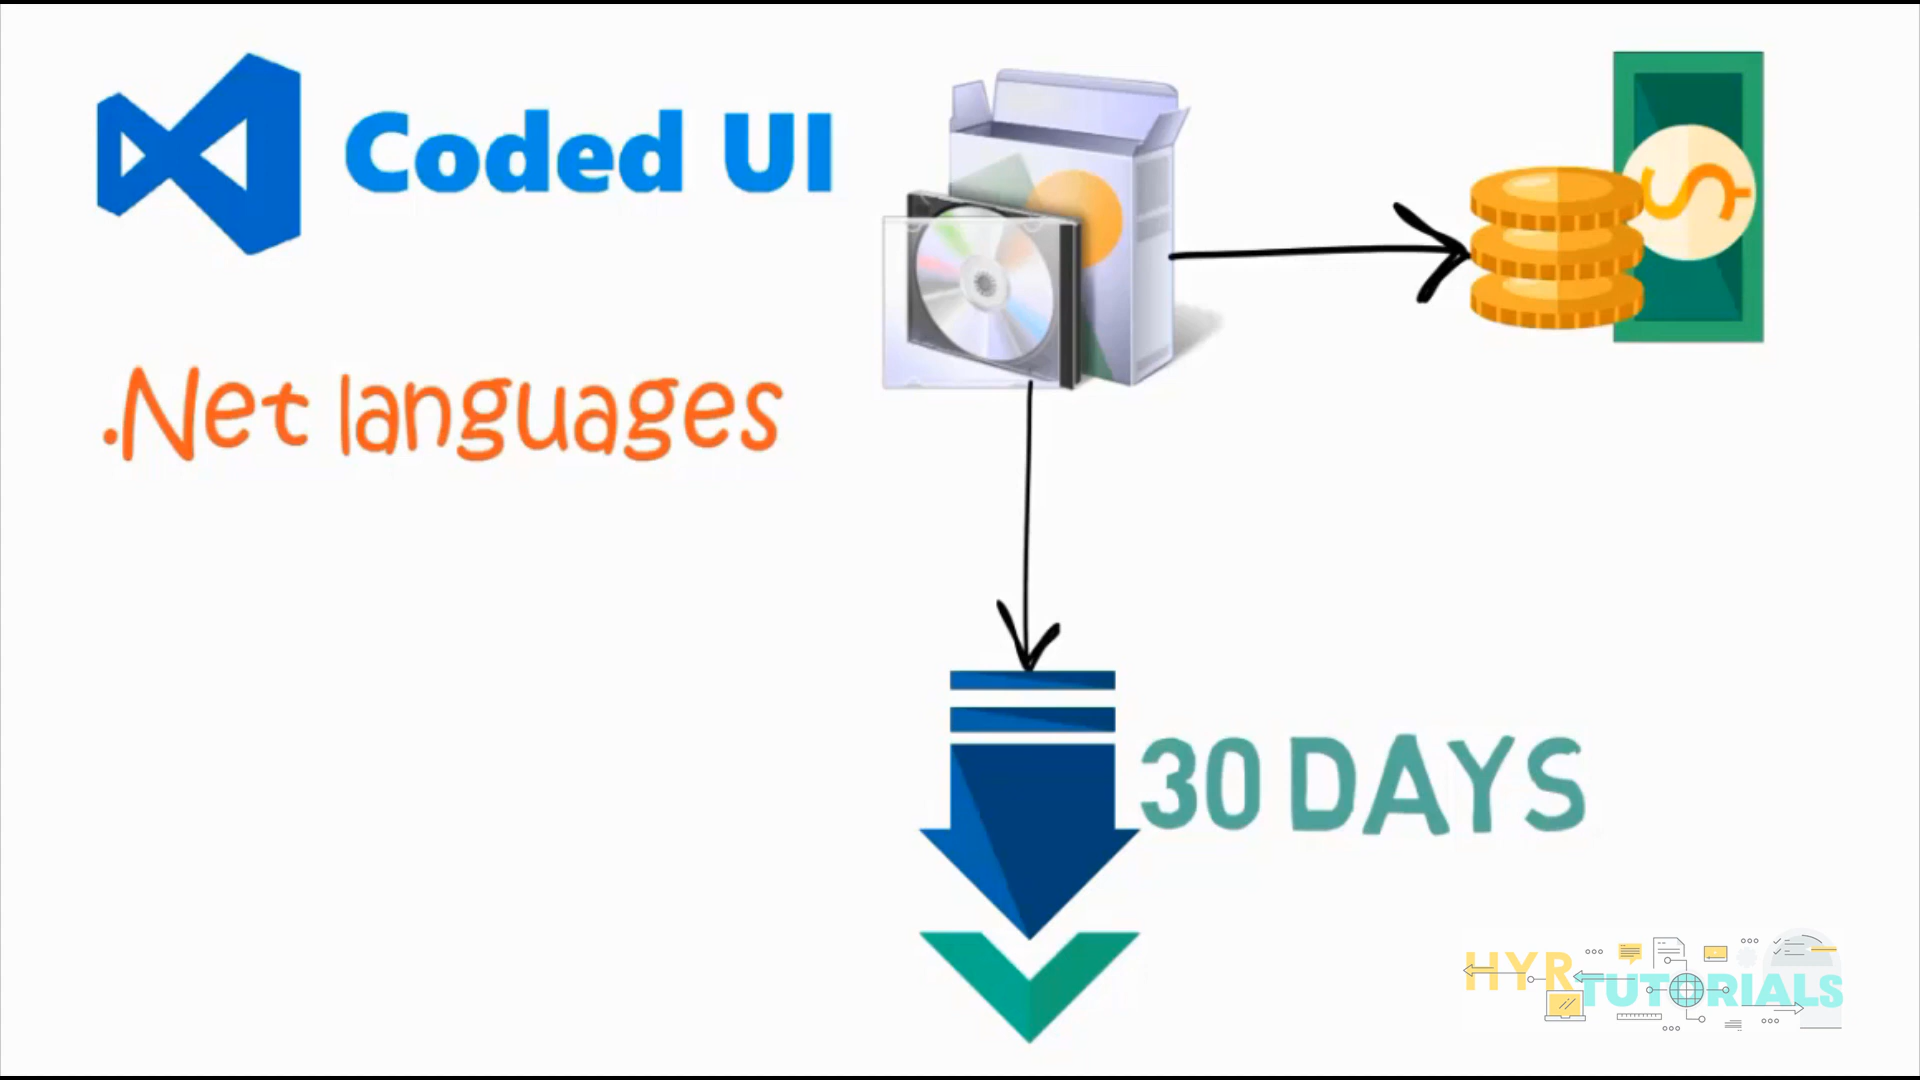 Coded UI
.Net languages
30 DAYS
HYR
TUTORIALS